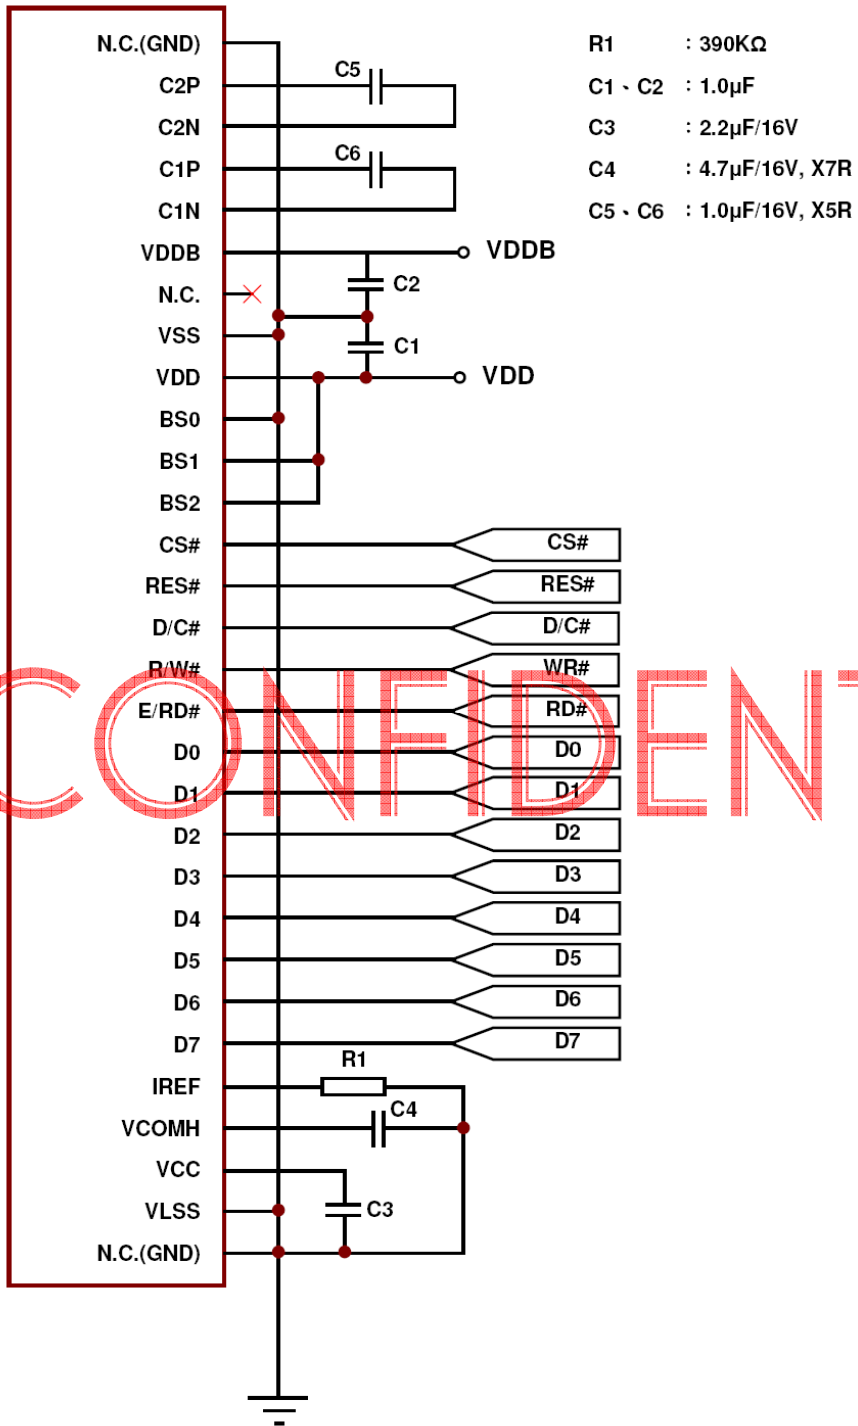 N.C.(GND)
C2P
C2N
C1P
C1N
VDDB
N.C.
VSS
VDD
BS0
BS1
BS2
CS#
RES#
D/C#
R/W#
E/RD#
D0
D1
D2
D3
D4
D5
D6
D7
IREF
VCOMH
VCC
VLSS
N.C.(GND)
C5
C6
VDDB
C2
C1
VDD
CS#
RES#
D/C#
WR#
RD#
D0
D1
D2
D3
D4
D5
D6
D7
R1
C4
C3
R1 : 390KΩ
C1、C2 : 1.0μF
C3 : 2.2μF/16V
C4 : 4.7μF/16V, X7R
C5、C6 : 1.0μF/16V, X5R
CONFIDENT